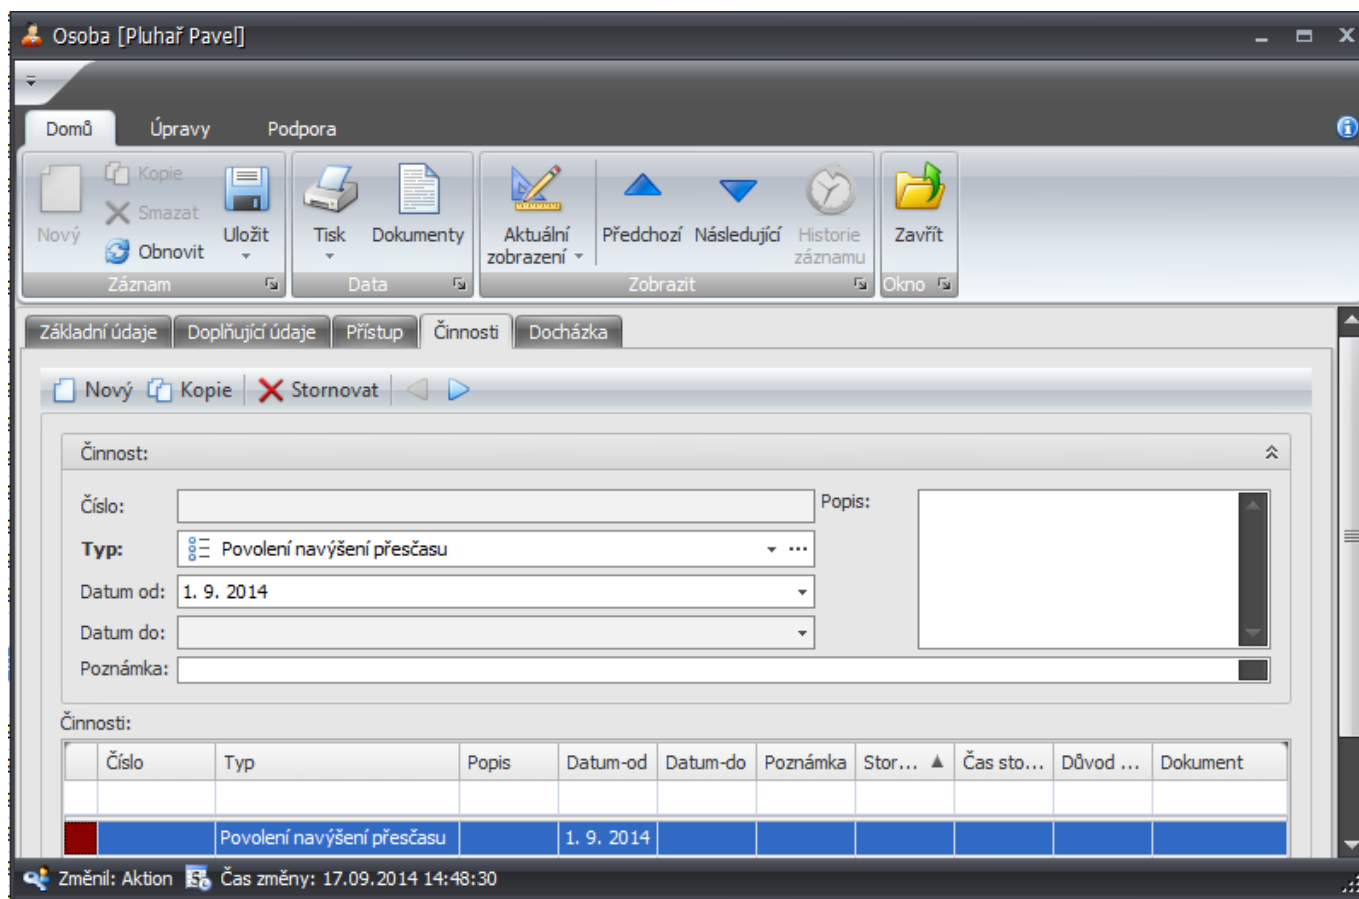 Osoba [Pluhař Pavel]
Domů Úpravy Podpora
Nový Kopie Smazat Obnovit Uložit Tisk Dokumenty Aktuální zobrazení Předchozí Následující Historie záznamu Zavřít
Záznam Data Zobrazit Okno
Základní údaje Doplňující údaje Přístup Činnosti Docházka
Nový Kopie Stornovat
Činnost:
Číslo: Popis:
Typ: Povolení navýšení přesčasu ...
Datum od: 1. 9. 2014
Datum do:
Poznámka:
Činnosti:
Číslo Typ Popis Datum-od Datum-do Poznámka Stor... Čas sto... Důvod ... Dokument
Povolení navýšení přesčasu 1. 9. 2014
Změnil: Aktion Čas změny: 17.09.2014 14:48:30